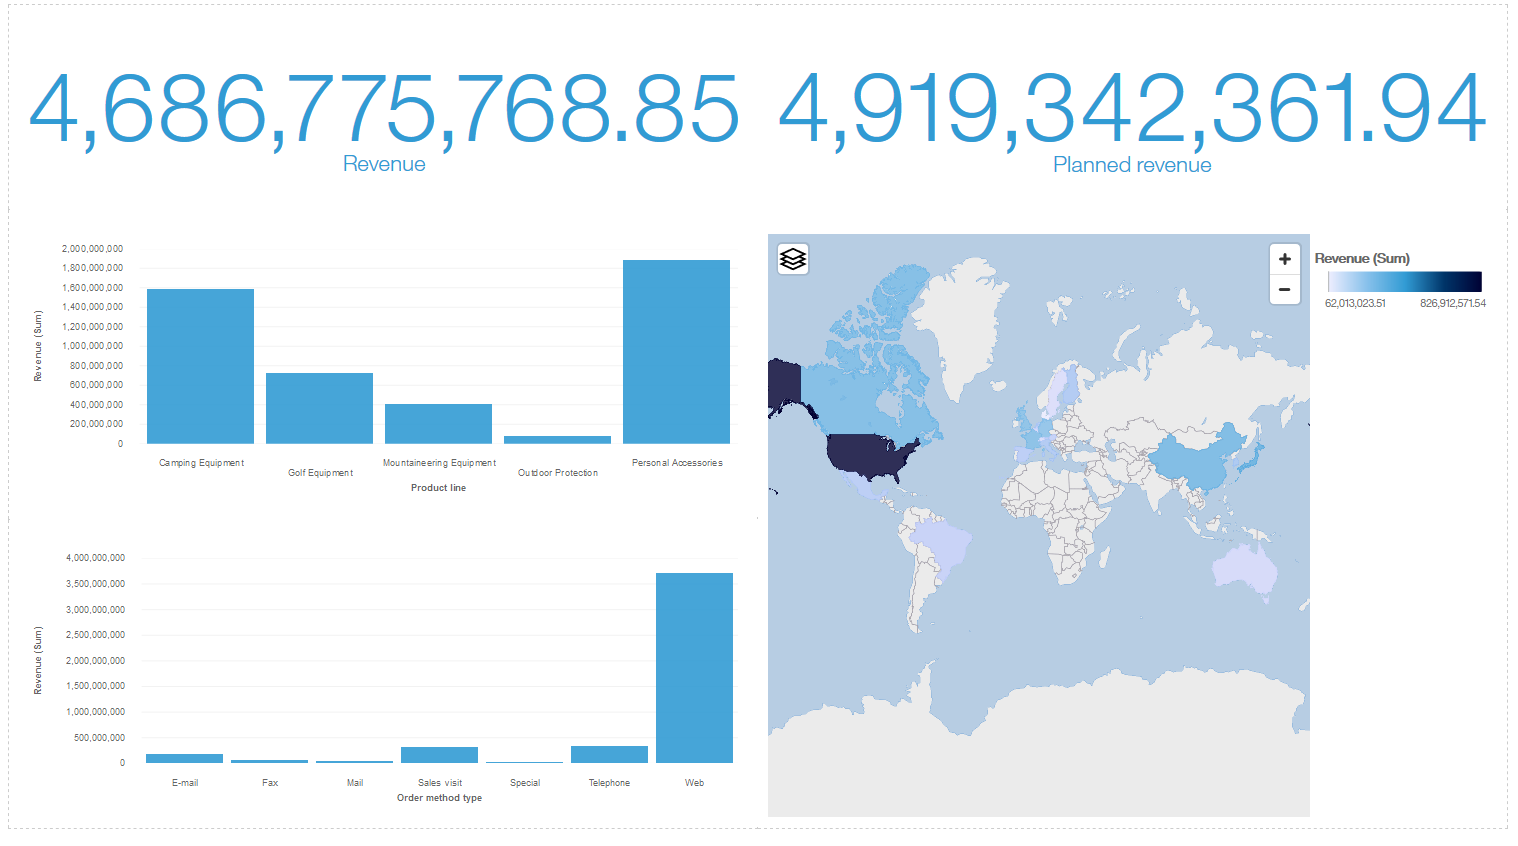 4,686,775,768.85
Revenue
4,919,342,361.94
Planned revenue
2,000,000,000
1,800,000,000
1,600,000,000
1,400,000,000
1,200,000,000
1,000,000,000
800,000,000
600,000,000
400,000,000
200,000,000
0
Revenue (Sum)
Camping Equipment
Golf Equipment
Mountaineering Equipment
Outdoor Protection
Personal Accessories
Product line
4,000,000,000
3,500,000,000
3,000,000,000
2,500,000,000
2,000,000,000
1,500,000,000
1,000,000,000
500,000,000
0
Revenue (Sum)
E-mail
Fax
Mail
Sales visit
Special
Telephone
Web
Order method type
+
−
Revenue (Sum)
62,013,023.51
826,912,571.54